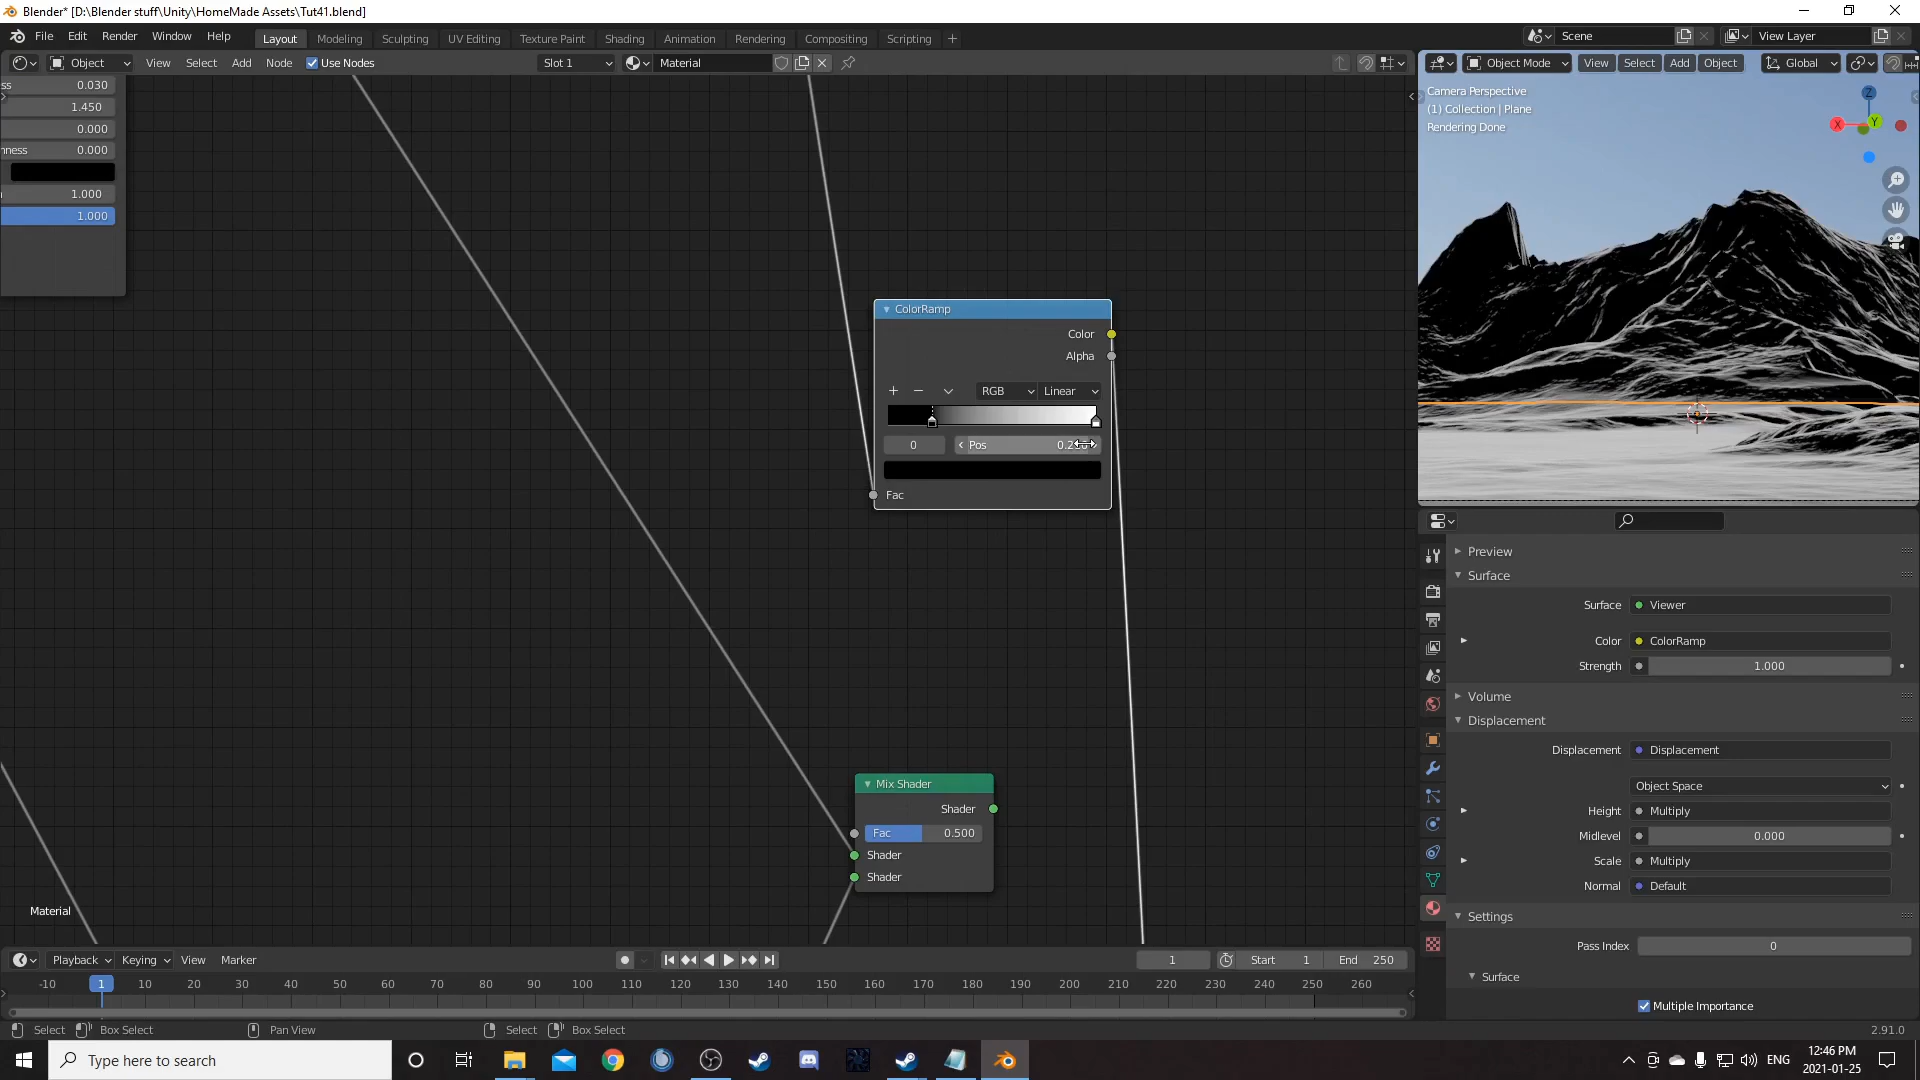 Blender* [D:\Blender stuff\Unity\HomeMade Assets\Tut41.blend]
File Edit Render Window Help Layout Modeling Sculpting UV Editing Texture Paint Shading Animation Rendering Compositing Scripting + Scene View Layer
Object View Select Add Node Use Nodes Slot 1 Material
Object Mode View Select Add Object Global
ss 0.030
1.450
0.000
nness 0.000
1.000
1.000
Camera Perspective
(1) Collection | Plane
Rendering Done
Z
X
Y
ColorRamp
Color
Alpha
RGB Linear
0 Pos
Fac
Mix Shader
Shader
Fac 0.500
Shader
Shader
Material
Preview
Surface
Surface Viewer
Color ColorRamp
Strength 1.000
Volume
Displacement
Displacement Displacement
Object Space
Height Multiply
Midlevel 0.000
Scale Multiply
Normal Default
Settings
Pass Index 0
Surface
Multiple Importance
Playback Keying View Marker 1 Start 1 End 250
-10 1 10 20 30 40 50 60 70 80 90 100 110 120 130 140 150 160 170 180 190 200 210 220 230 240 250 260
Select Box Select Pan View Select Box Select 2.91.0
Type here to search
ENG
12:46 PM
2021-01-25